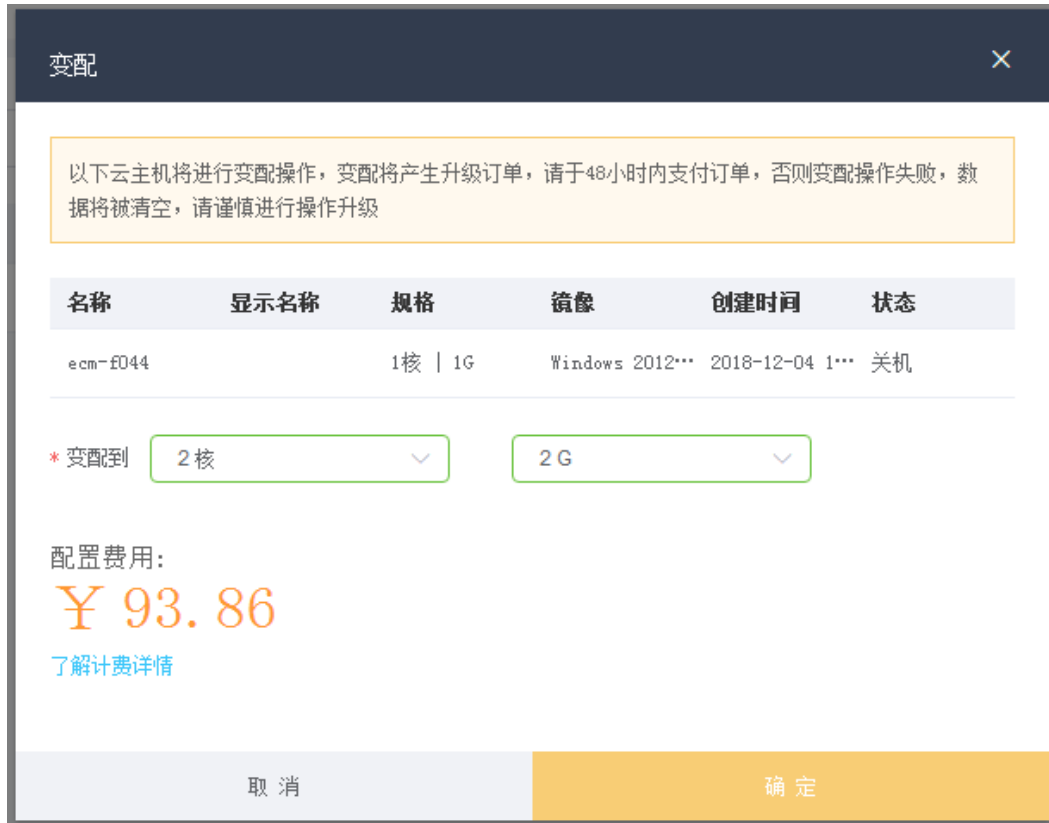 变配
以下云主机将进行变配操作，变配将产生升级订单，请于48小时内支付订单，否则变配操作失败，数
据将被清空，请谨慎进行操作升级
名称 显示名称 规格 镜像 创建时间 状态
ecm-f044 1核 | 1G Windows 2012… 2018-12-04 1… 关机
* 变配到 2核 2G
配置费用:
￥93.86
了解计费详情
取消 确定